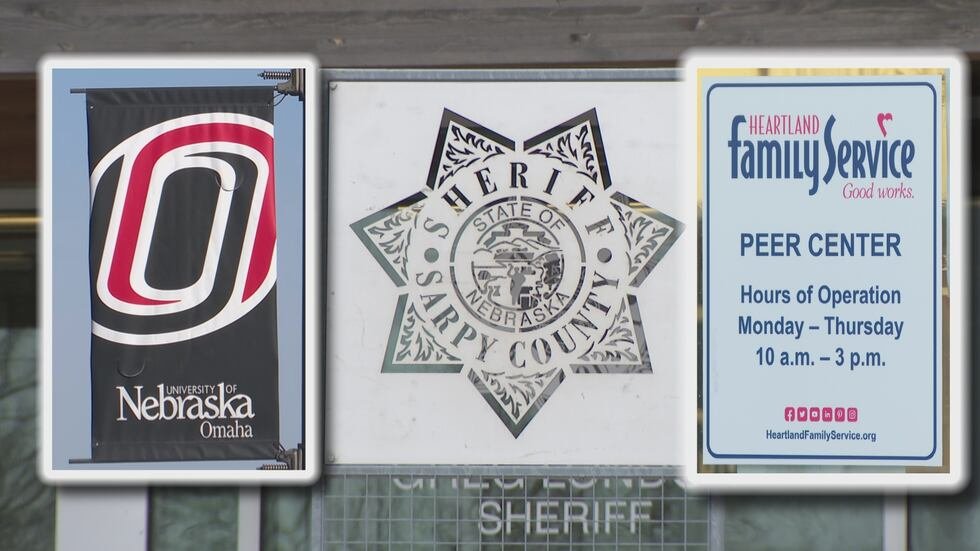 O
UNIVERSITY OF
Nebraska
Omaha
SHERIFF
STATE OF
NEBRASKA
SARPY COUNTY
SHERIFF
HEARTLAND
family Service
Good works.
PEER CENTER
Hours of Operation
Monday – Thursday
10 a.m. – 3 p.m.
HeartlandFamilyService.org